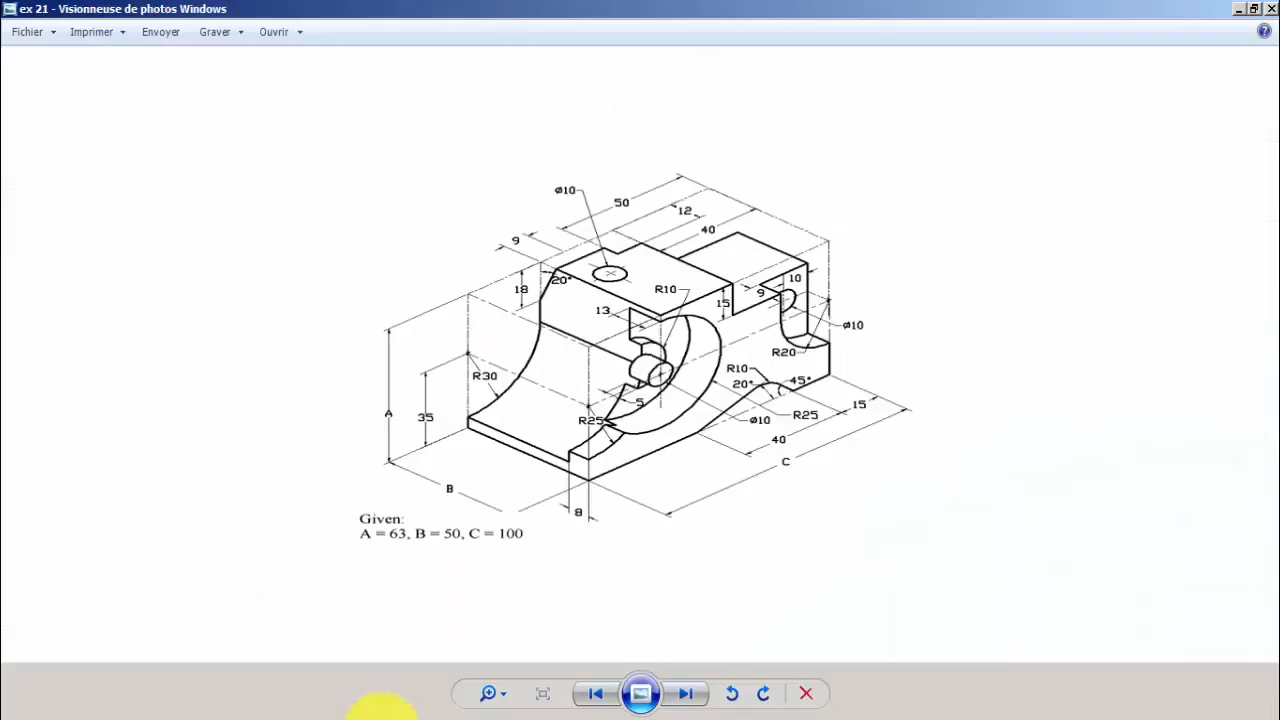 ex 21 - Visionneuse de photos Windows
Fichier Imprimer Envoyer Graver Ouvrir
ø10
50
12
40
9
20°
18
R10
15
9
10
13
ø10
R20
R30
R10
20°
45°
A
35
5
R25
ø10
R25
15
40
C
B
8
Given:
A = 63, B = 50, C = 100